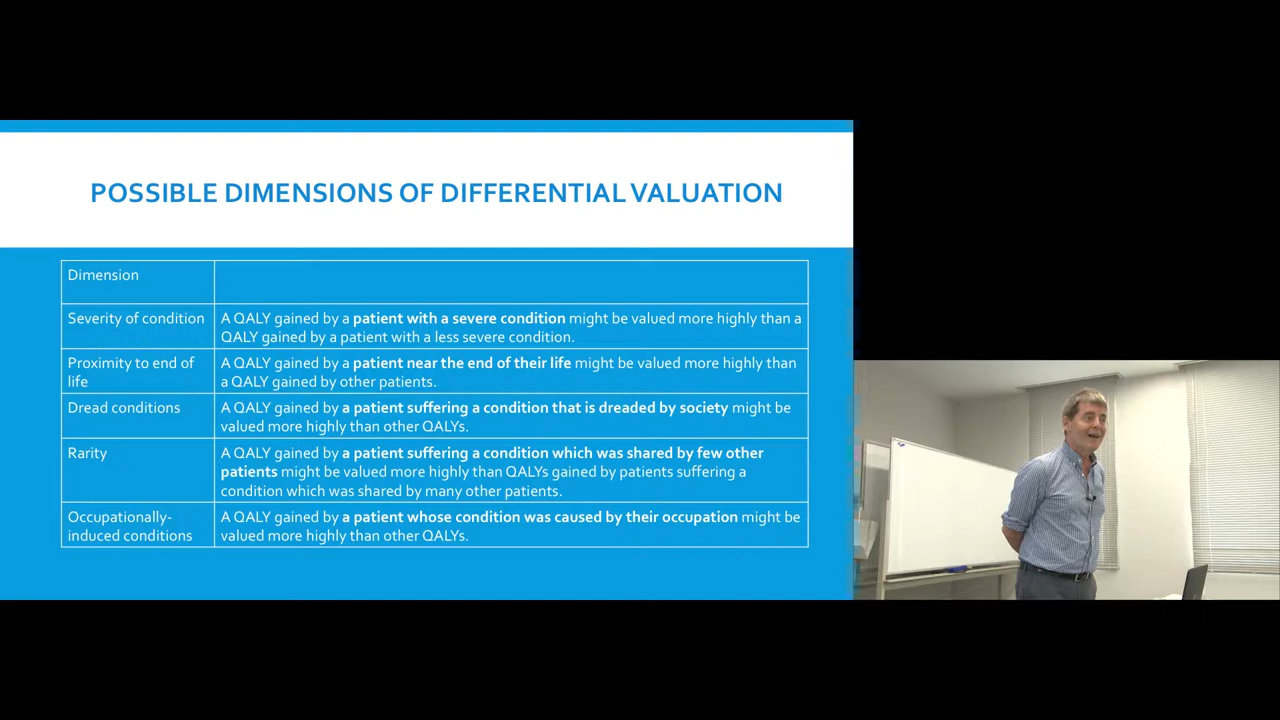 POSSIBLE DIMENSIONS OF DIFFERENTIAL VALUATION
Dimension
Severity of condition
A QALY gained by a patient with a severe condition might be valued more highly than a
QALY gained by a patient with a less severe condition.
Proximity to end of
life
A QALY gained by a patient near the end of their life might be valued more highly than
a QALY gained by other patients.
Dread conditions
A QALY gained by a patient suffering a condition that is dreaded by society might be
valued more highly than other QALYs.
Rarity
A QALY gained by a patient suffering a condition which was shared by few other
patients might be valued more highly than QALYs gained by patients suffering a
condition which was shared by many other patients.
Occupationally-
induced conditions
A QALY gained by a patient whose condition was caused by their occupation might be
valued more highly than other QALYs.